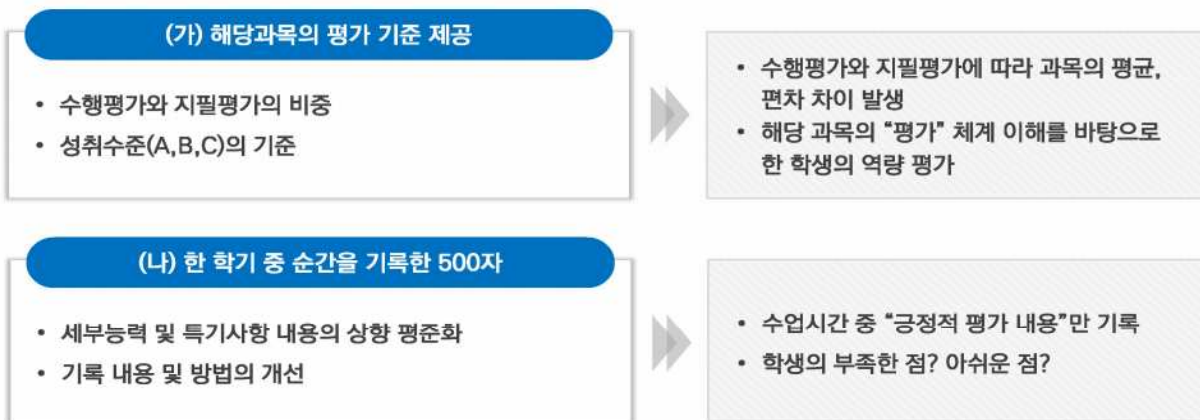 (가) 해당과목의 평가 기준 제공
• 수행평가와 지필평가의 비중
• 성취수준(A,B,C)의 기준
• 수행평가와 지필평가에 따라 과목의 평균,
편차 차이 발생
• 해당 과목의 “평가” 체계 이해를 바탕으로
한 학생의 역량 평가
(나) 한 학기 중 순간을 기록한 500자
• 세부능력 및 특기사항 내용의 상향 평준화
• 기록 내용 및 방법의 개선
• 수업시간 중 “긍정적 평가 내용”만 기록
• 학생의 부족한 점? 아쉬운 점?